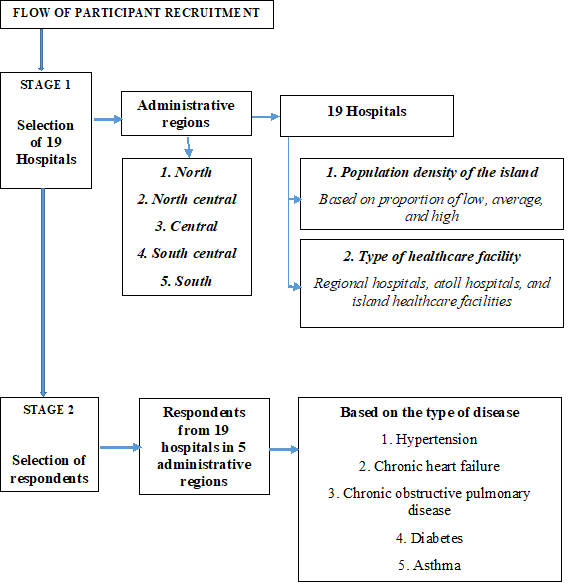 FLOW OF PARTICIPANT RECRUITMENT
STAGE 1
Selection
of 19
Hospitals
Administrative
regions
19 Hospitals
1. North
2. North central
3. Central
4. South central
5. South
1. Population density of the island
Based on proportion of low, average,
and high
2. Type of healthcare facility
Regional hospitals, atoll hospitals, and
island healthcare facilities
STAGE 2
Selection of
respondents
Respondents
from 19
hospitals in 5
administrative
regions
Based on the type of disease
1. Hypertension
2. Chronic heart failure
3. Chronic obstructive pulmonary
disease
4. Diabetes
5. Asthma